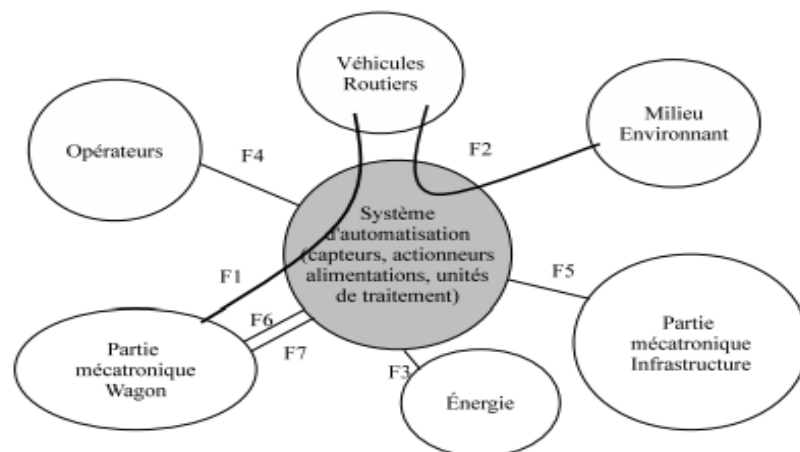 Véhicules
Routiers
Milieu
Environnant
Opérateurs
F4
F2
Système
d'automatisation
(capteurs, actionneurs
alimentations, unités
de traitement)
F1
F5
F6
F7
F3
Partie
mécatronique
Wagon
Partie
mécatronique
Infrastructure
Énergie